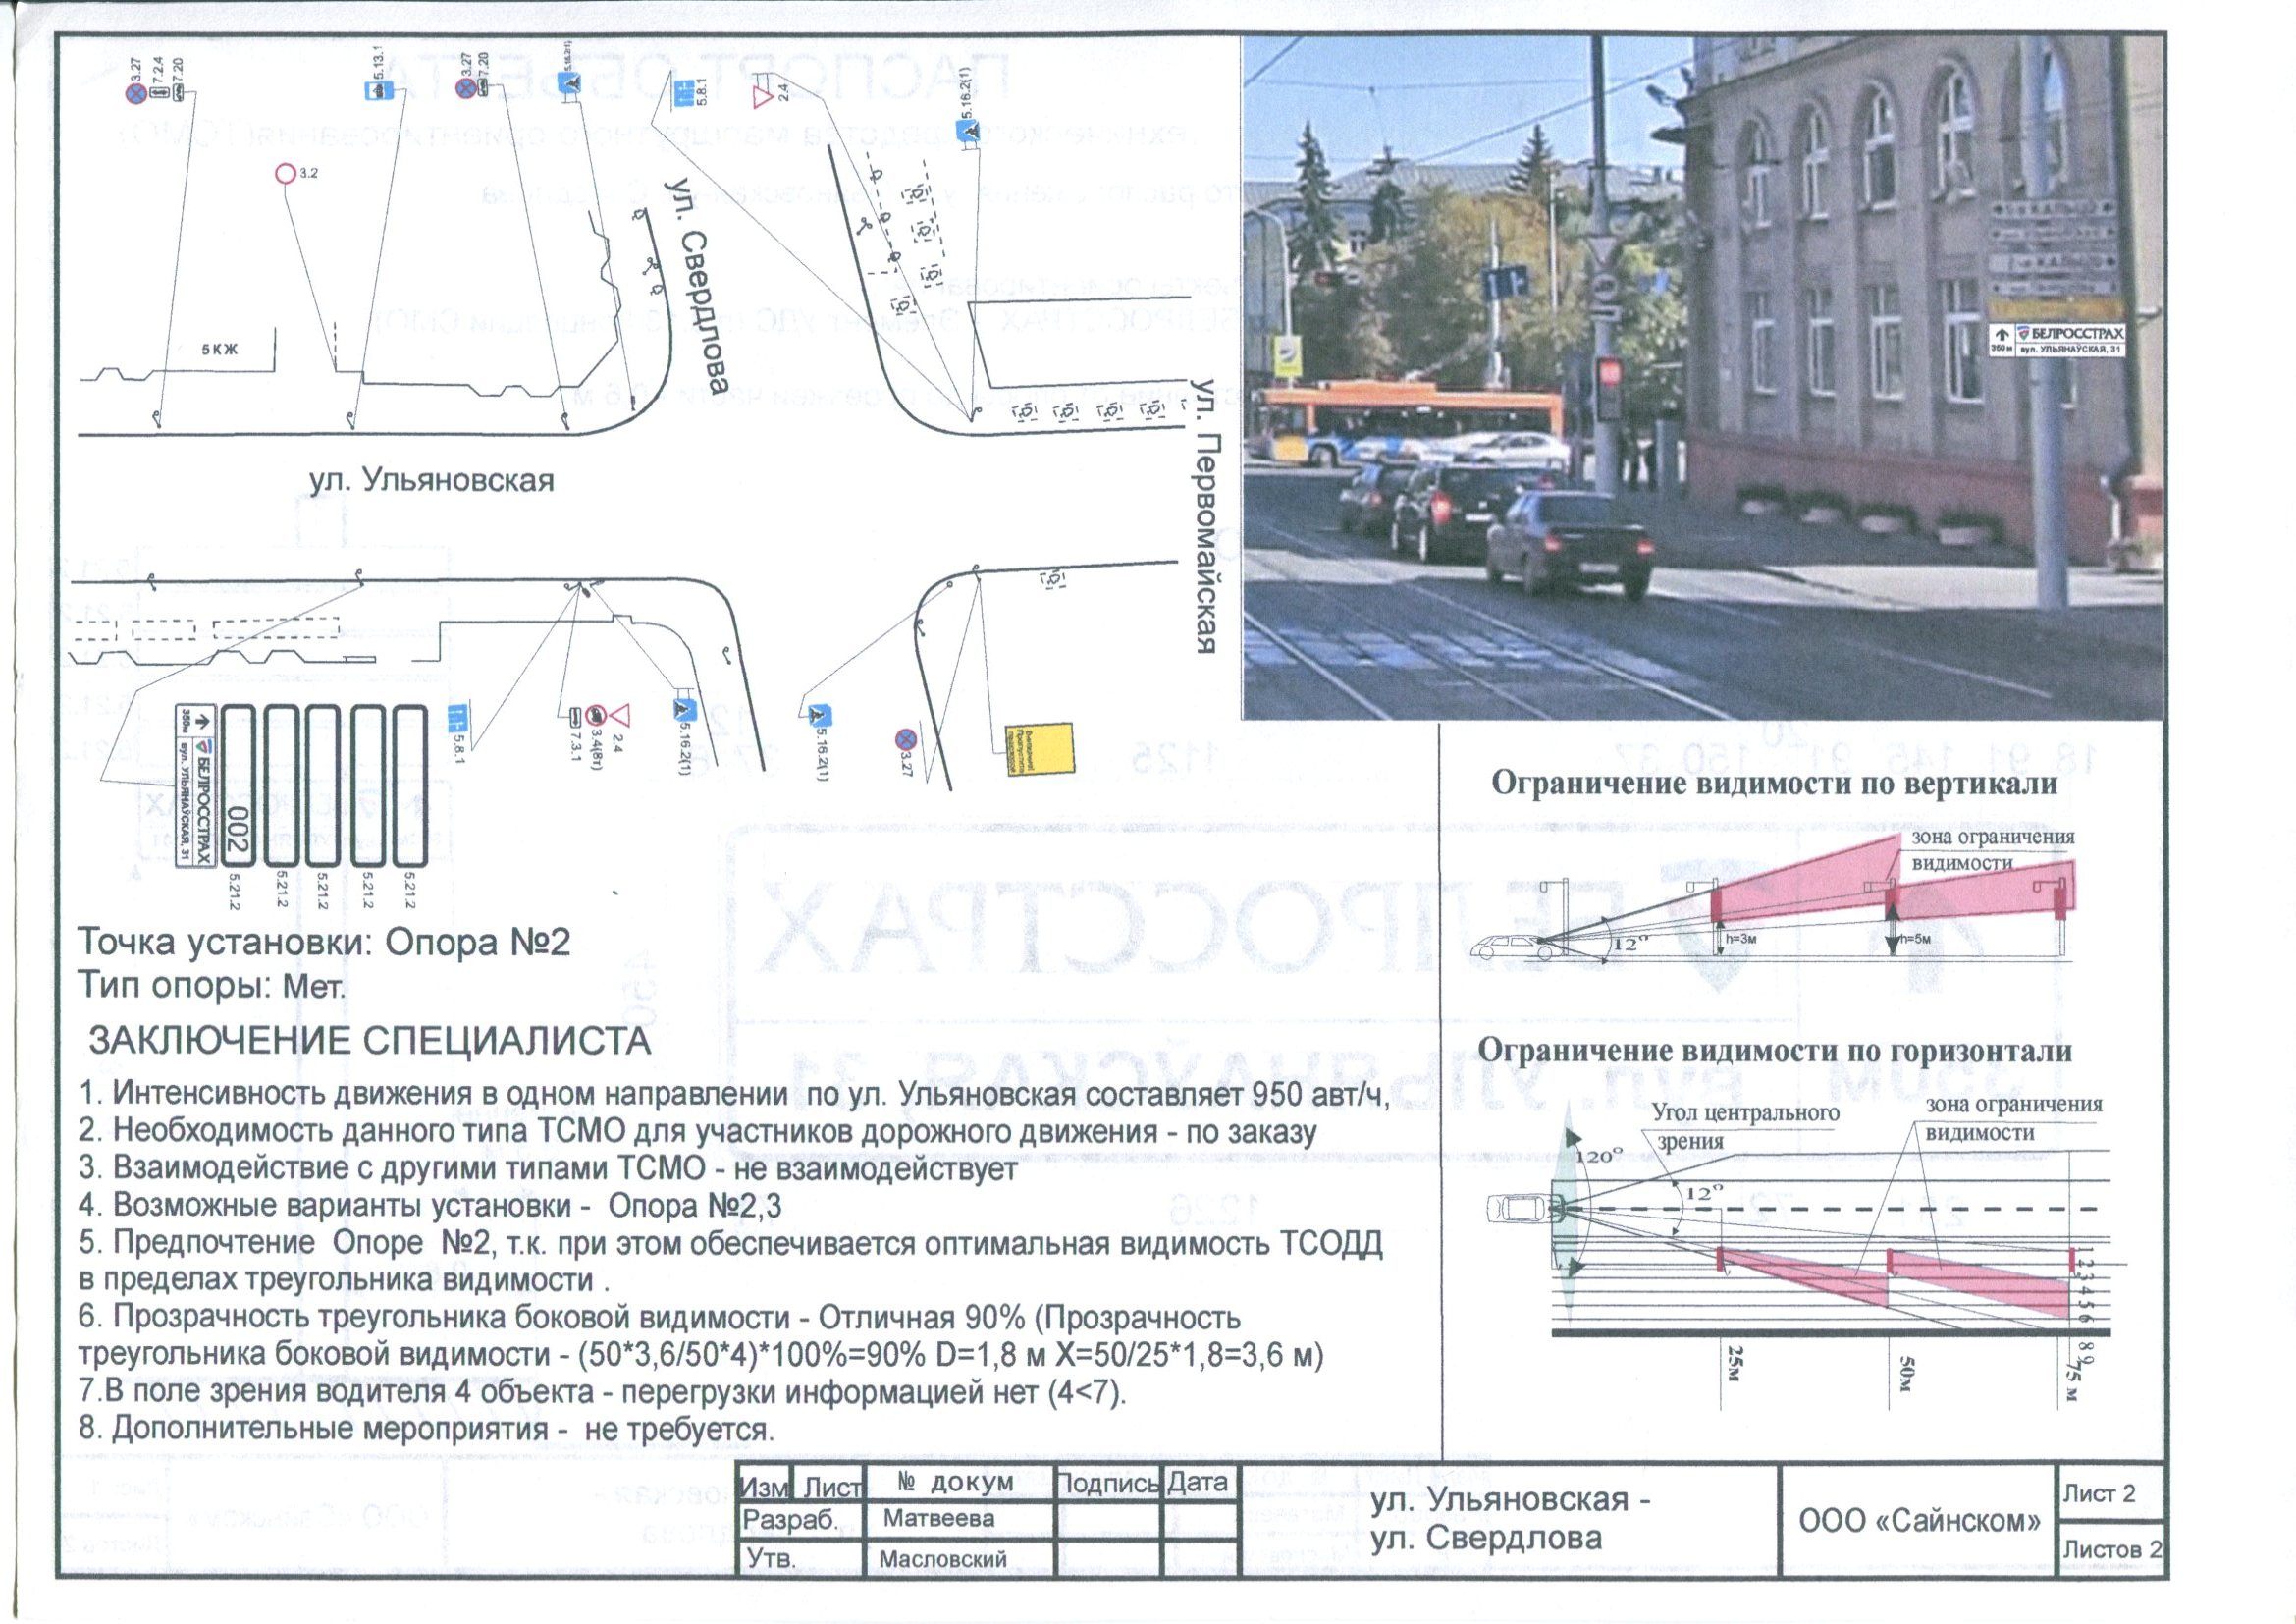 3.27
7.2.4
7.20
5.13.1
3.27
7.20
5.8.1
2.4
5.16.2(1)
3.2
5 КЖ
ул. Свердлова
ул. Ульяновская
ул. Первомайская
350м
БЕЛРОССТРАХ
вул. УЛЬЯНАЎСКАЯ, 31
002
5.21.2
5.21.2
5.21.2
5.21.2
5.21.2
5.8.1
7.3.1
3.4(8т)
2.4
5.16.2(1)
5.16.2(1)
3.27
БЕЛРОССТРАХ
350м вул. УЛЬЯНАЎСКАЯ, 31
Точка установки: Опора №2
Тип опоры: Мет.
ЗАКЛЮЧЕНИЕ СПЕЦИАЛИСТА
1. Интенсивность движения в одном направлении по ул. Ульяновская составляет 950 авт/ч,
2. Необходимость данного типа ТСМО для участников дорожного движения - по заказу
3. Взаимодействие с другими типами ТСМО - не взаимодействует
4. Возможные варианты установки - Опора №2,3
5. Предпочтение Опоре №2, т.к. при этом обеспечивается оптимальная видимость ТСОДД
в пределах треугольника видимости .
6. Прозрачность треугольника боковой видимости - Отличная 90% (Прозрачность
треугольника боковой видимости - (50*3,6/50*4)*100%=90% D=1,8 м X=50/25*1,8=3,6 м)
7.В поле зрения водителя 4 объекта - перегрузки информацией нет (4<7).
8. Дополнительные мероприятия - не требуется.
Ограничение видимости по вертикали
зона ограничения
видимости
12°
h=3м
h=5м
Ограничение видимости по горизонтали
Угол центрального
зрения
зона ограничения
видимости
120°
12°
1 2 3 4 5 6 8 9
25м
50м
75 м
Изм Лист № докум Подпись Дата
Разраб. Матвеева
Утв. Масловский
ул. Ульяновская -
ул. Свердлова
ООО «Сайнском»
Лист 2
Листов 2